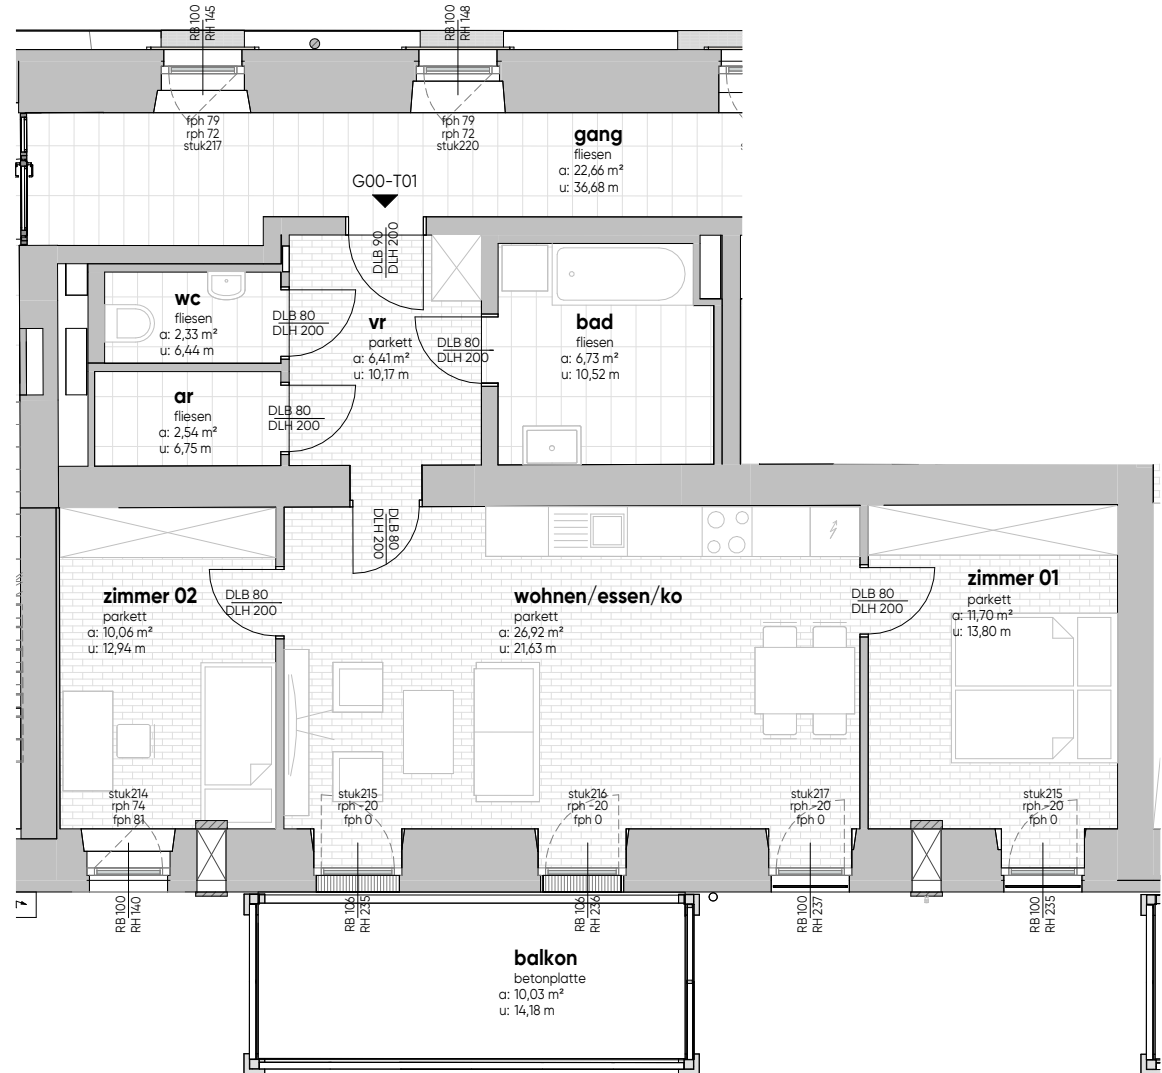 RB 100
RH 145
RB 100
RH 148
fph 79
rph 72
stuk217
fph 79
rph 72
stuk220
gang
fliesen
a: 22,66 m²
u: 36,68 m
G00-T01
DLB 90
DLH 200
wc
fliesen
a: 2,33 m²
u: 6,44 m
DLB 80
DLH 200
vr
parkett
a: 6,41 m²
u: 10,17 m
DLB 80
DLH 200
bad
fliesen
a: 6,73 m²
u: 10,52 m
ar
fliesen
a: 2,54 m²
u: 6,75 m
DLB 80
DLH 200
DLB 80
DLH 200
zimmer 02
parkett
a: 10,06 m²
u: 12,94 m
DLB 80
DLH 200
wohnen/essen/ko
parkett
a: 26,92 m²
u: 21,63 m
DLB 80
DLH 200
zimmer 01
parkett
a: 11,70 m²
u: 13,80 m
stuk214
rph 74
fph 81
stuk215
rph -20
fph 0
stuk216
rph -20
fph 0
stuk217
rph -20
fph 0
stuk215
rph -20
fph 0
RB 100
RH 140
RB 106
RH 235
RB 106
RH 236
RB 100
RH 237
RB 100
RH 235
balkon
betonplatte
a: 10,03 m²
u: 14,18 m